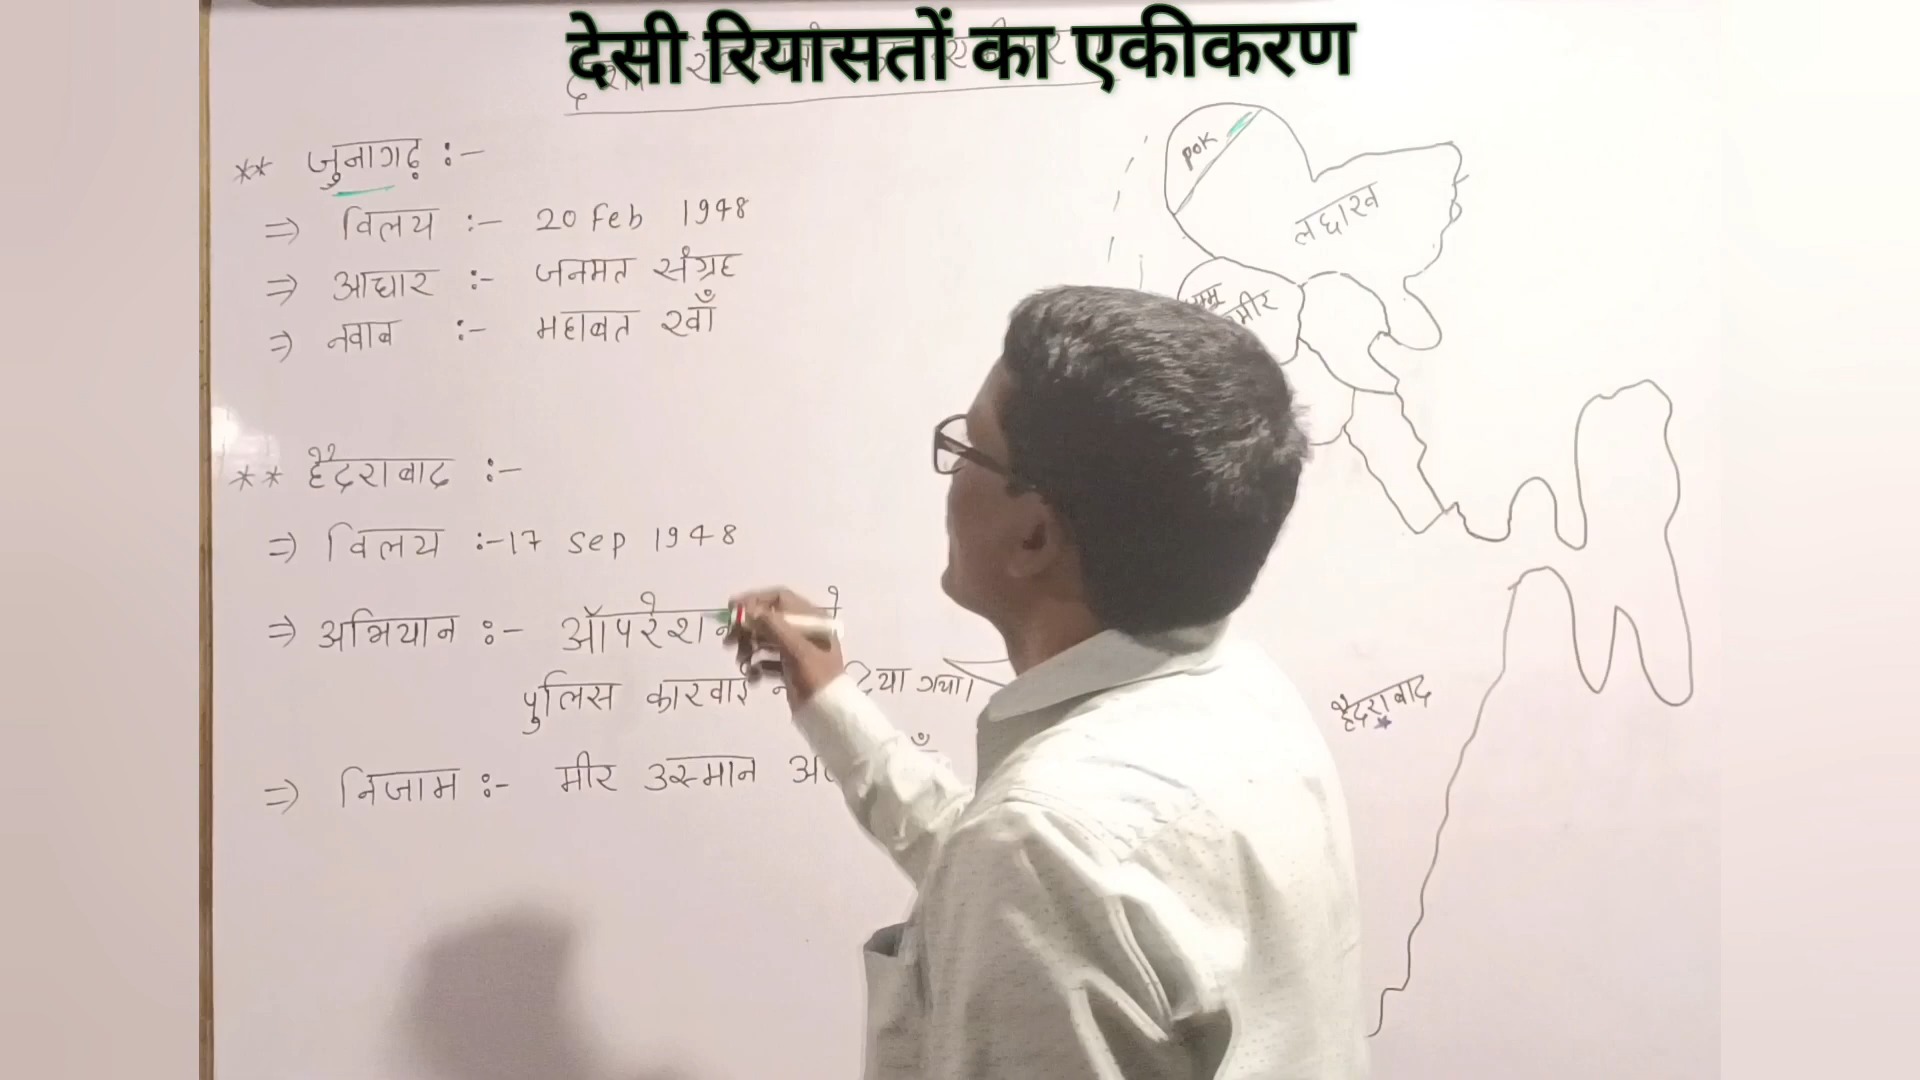 देसी रियासतों का एकीकरण
** जुनागढ़ :-
⇒ विलय :- 20 Feb 1948
⇒ आधार :- जनमत संग्रह
⇒ नवाब :- महाबत खाँ
** हैदराबाद :-
⇒ विलय :- 17 Sep 1948
⇒ अभियान :- ऑपरेशन
पुलिस कारवाई दिया गया।
⇒ निजाम :- मीर उस्मान
POK
लद्दाख
हैदराबाद